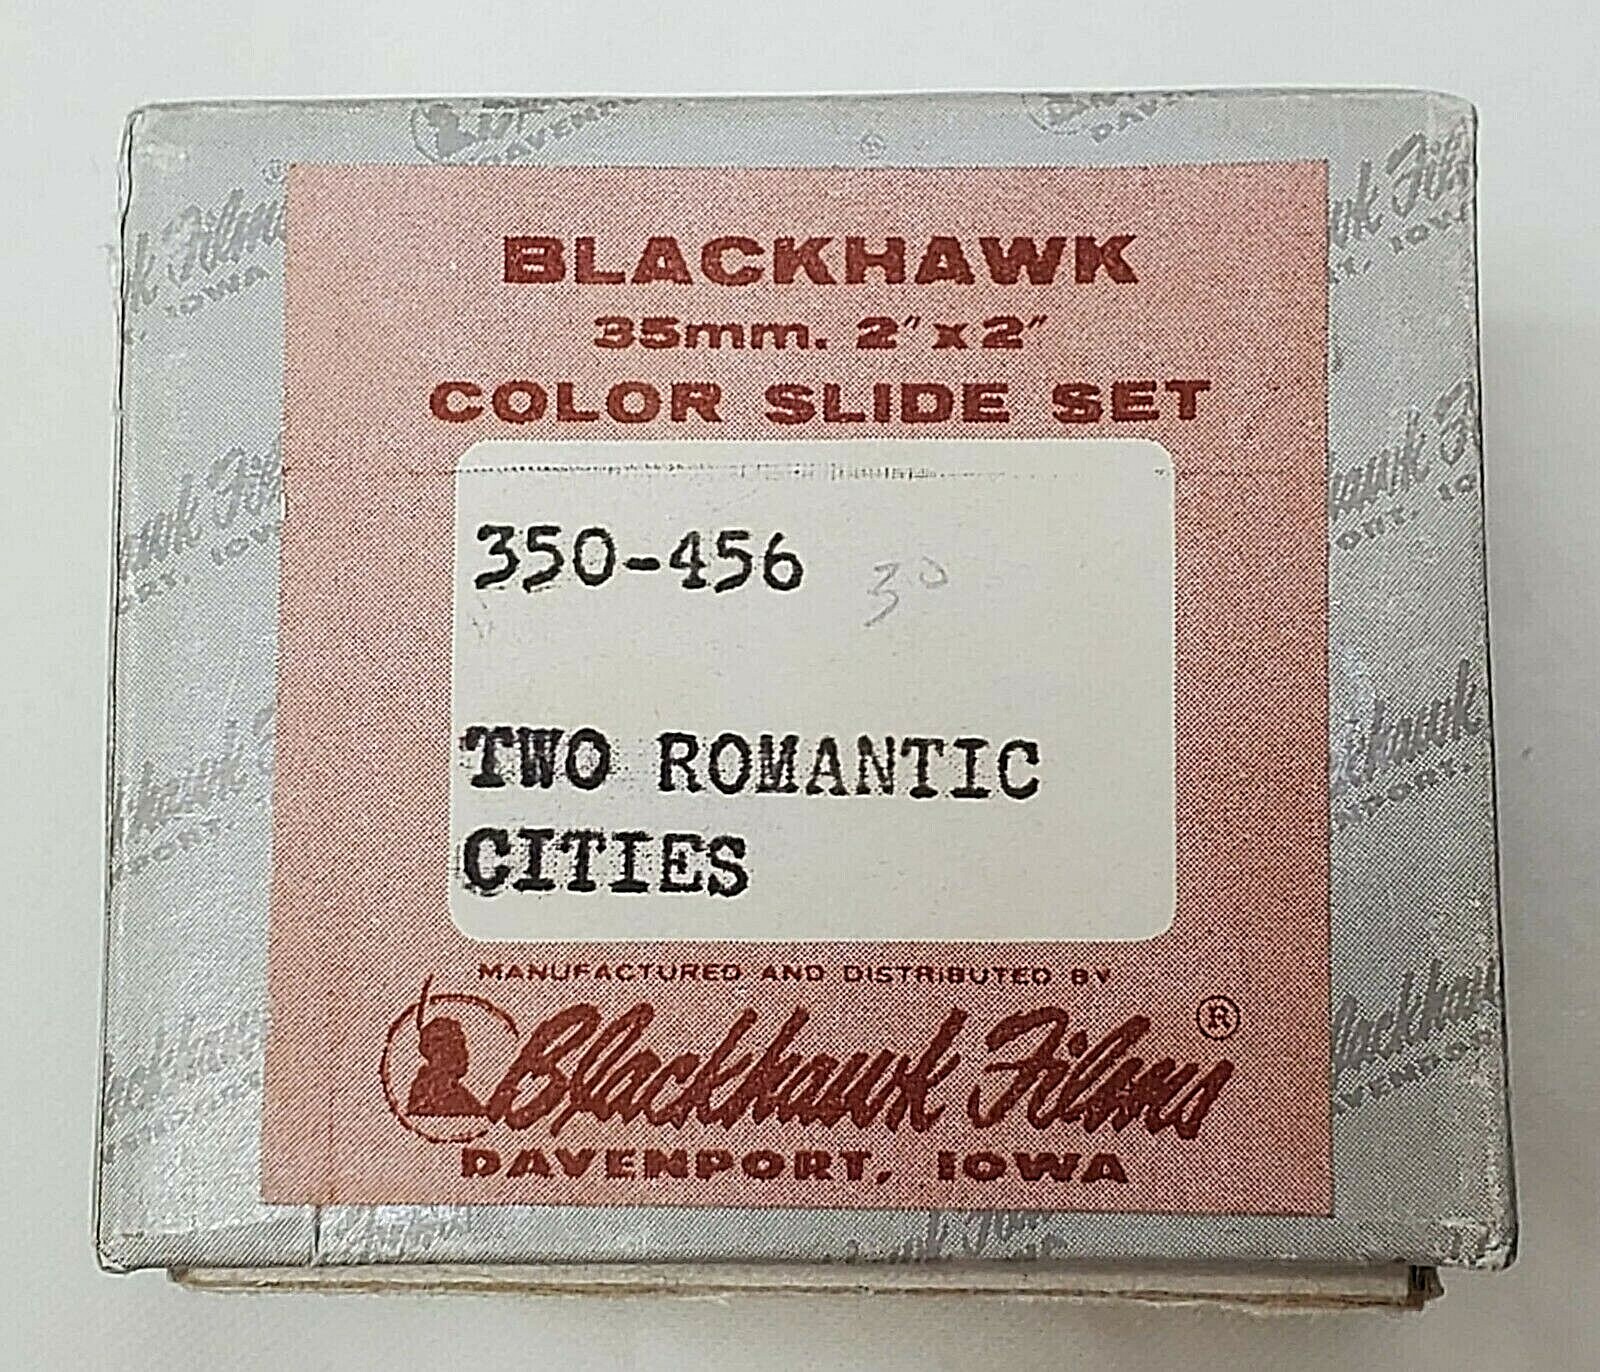 BLACKHAWK
35mm. 2"x2"
COLOR SLIDE SET
350-456 30
TWO ROMANTIC
CITIES
MANUFACTURED AND DISTRIBUTED BY
Blackhawk Films ®
DAVENPORT, IOWA